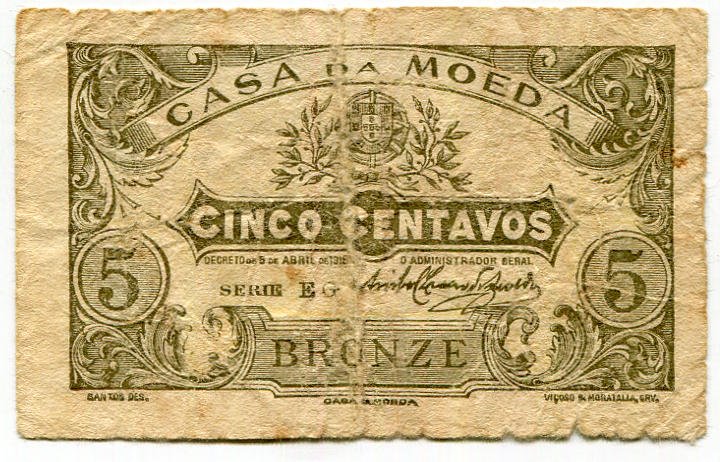 CASA DA MOEDA
CINCO CENTAVOS
DECRETO DE 5 DE ABRIL DE 1918
O ADMINISTRADOR GERAL
5
SERIE EG
5
BRONZE
SANTOS DES.
CASA DA MOEDA
VIÇOSO & MORATALLA, GRV.